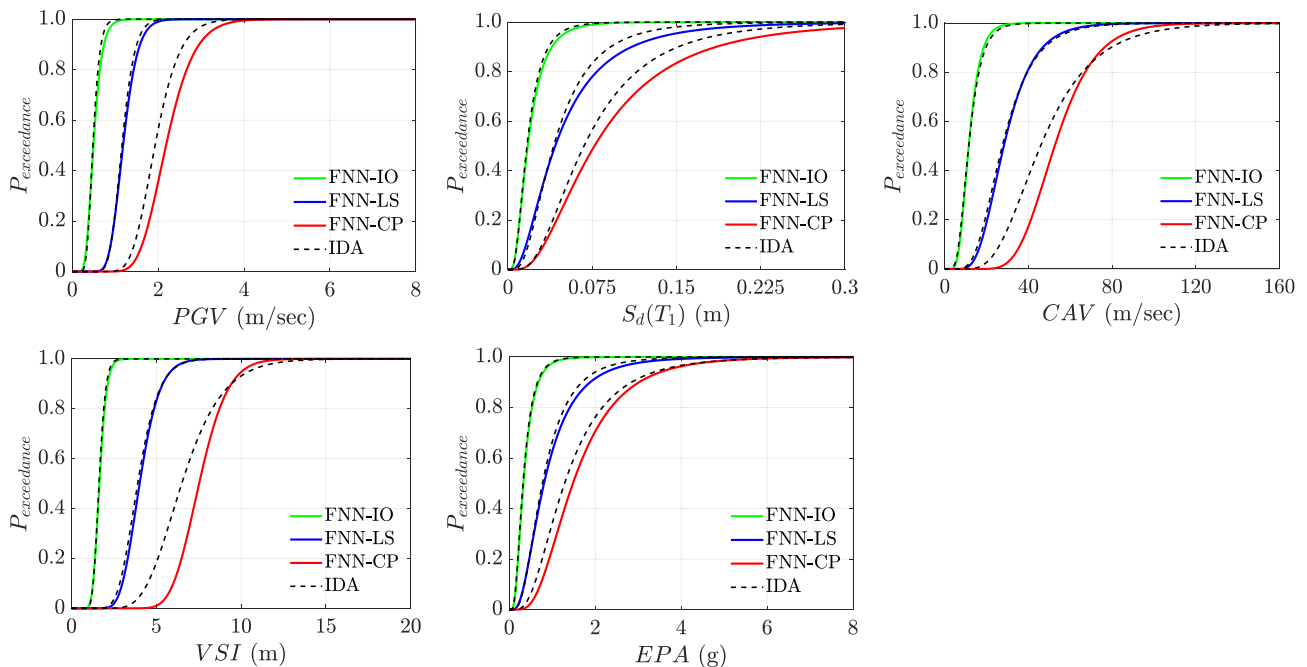 1.0
0.8
0.6
0.4
0.2
0
P_exceedance
FNN-IO
FNN-LS
FNN-CP
IDA
0 2 4 6 8
PGV (m/sec)
1.0
0.8
0.6
0.4
0.2
0
P_exceedance
FNN-IO
FNN-LS
FNN-CP
IDA
0 0.075 0.15 0.225 0.3
S_d(T_1) (m)
1.0
0.8
0.6
0.4
0.2
0
P_exceedance
FNN-IO
FNN-LS
FNN-CP
IDA
0 40 80 120 160
CAV (m/sec)
1.0
0.8
0.6
0.4
0.2
0
P_exceedance
FNN-IO
FNN-LS
FNN-CP
IDA
0 5 10 15 20
VSI (m)
1.0
0.8
0.6
0.4
0.2
0
P_exceedance
FNN-IO
FNN-LS
FNN-CP
IDA
0 2 4 6 8
EPA (g)